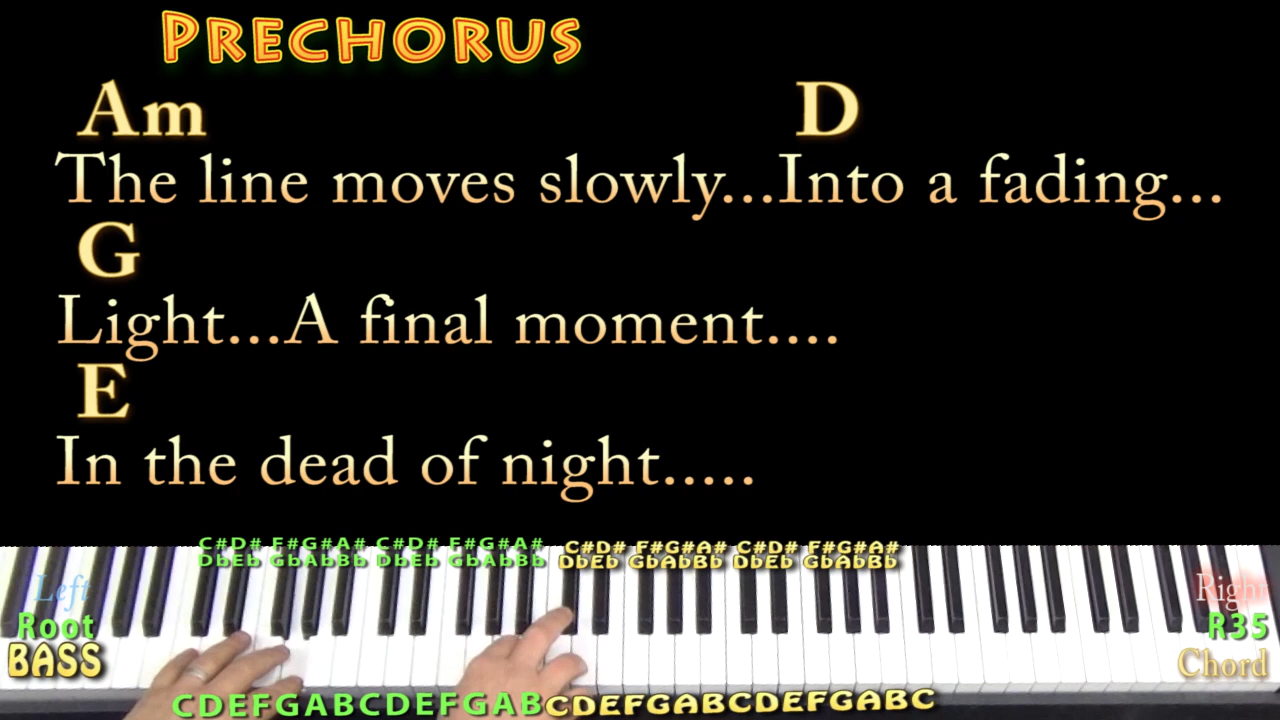 PRECHORUS
Am D
The line moves slowly...Into a fading...
G
Light...A final moment....
E
In the dead of night.....
C#D# F#G#A# C#D# F#G#A# C#D# F#G#A# C#D# F#G#A#
DbEb GbAbBb DbEb GbAbBb DbEb GbAbBb DbEb GbAbBb
Left Right
Root R35
BASS Chord
CDEFGABCDEFGABCDEFGABCDEFGABC